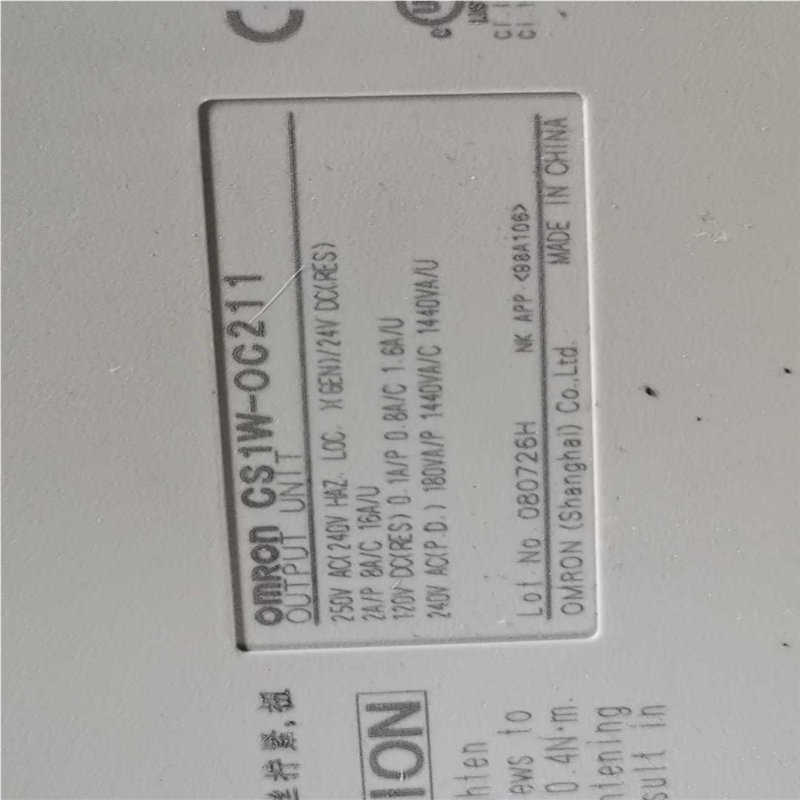 omron CS1W-OC211
OUTPUT UNIT
250V AC(240V HAZ. LOC. )(GEN)/24V DC(RES)
2A/P 8A/C 16A/U
120V DC(RES) 0.1A/P 0.8A/C 1.6A/U
240V AC(P.D.) 180VA/P 1440VA/C 1440VA/U
Lot No. 080726H NK APP <98A106>
OMRON (Shanghai) Co.,Ltd. MADE IN CHINA
ION
ews to
0.4N·m.
sult in